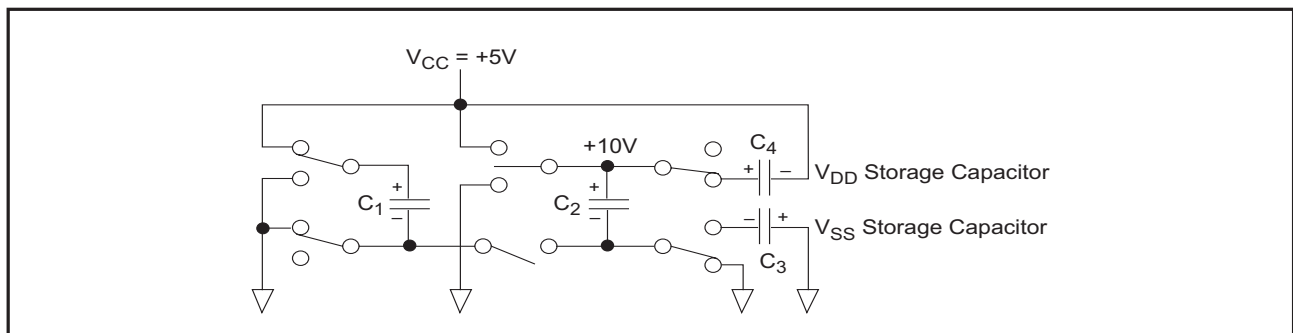 V_CC = +5V
+10V
C_4
+
–
V_DD Storage Capacitor
+
C_1
–
+
C_2
–
–
+
V_SS Storage Capacitor
C_3